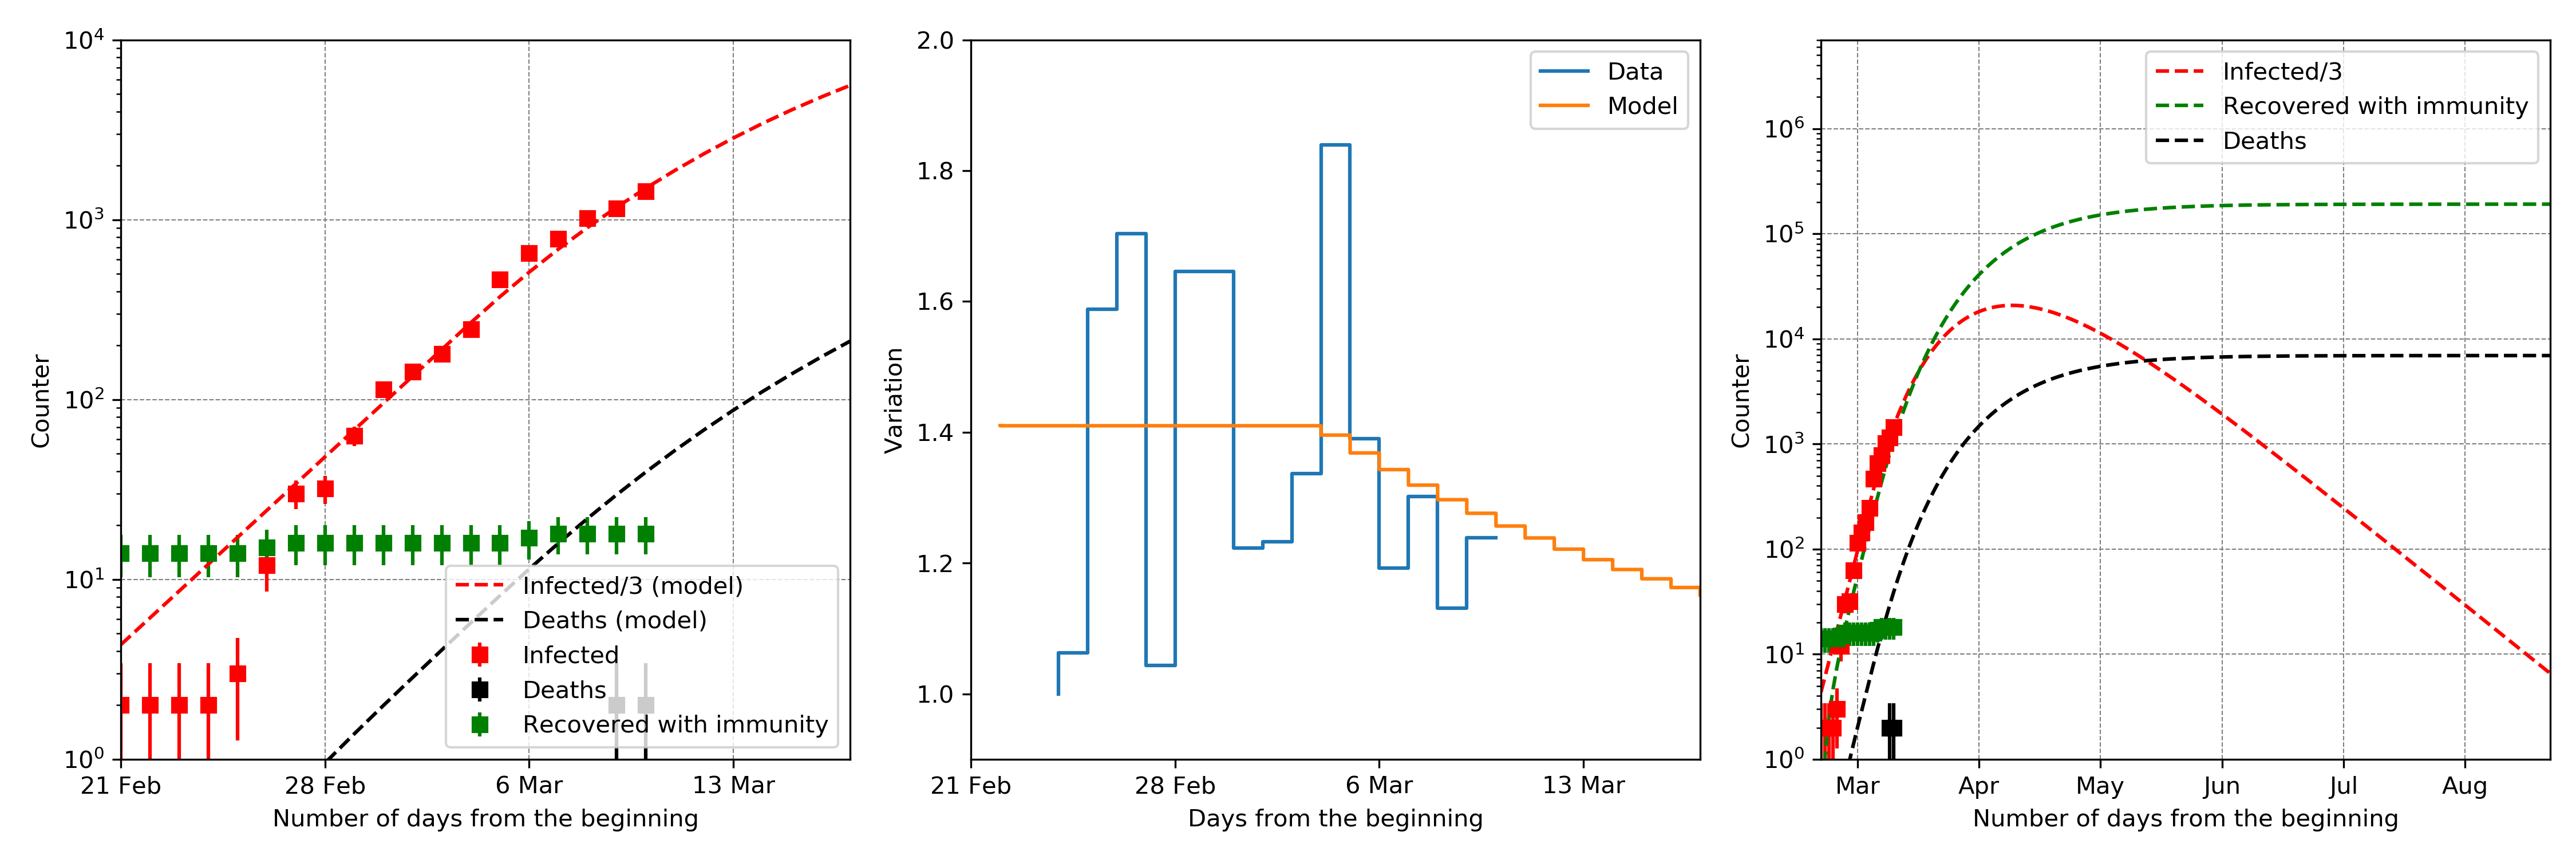 10^4
10^3
10^2
10^1
10^0
Counter
21 Feb
28 Feb
6 Mar
13 Mar
Number of days from the beginning
Infected/3 (model)
Deaths (model)
Infected
Deaths
Recovered with immunity
2.0
1.8
1.6
1.4
1.2
1.0
Variation
21 Feb
28 Feb
6 Mar
13 Mar
Days from the beginning
Data
Model
10^6
10^5
10^4
10^3
10^2
10^1
10^0
Counter
Mar
Apr
May
Jun
Jul
Aug
Number of days from the beginning
Infected/3
Recovered with immunity
Deaths